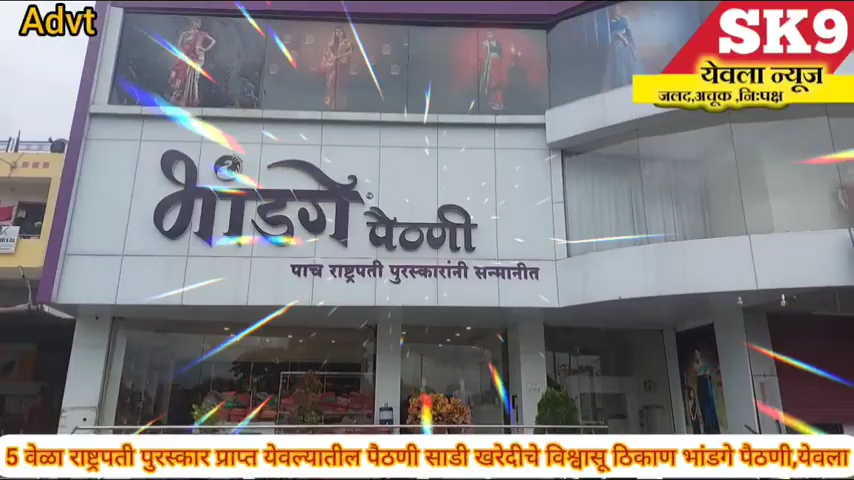 Advt
SK9
येवला न्यूज
जलद,अचूक ,नि:पक्ष
भांडगे पैठणी
पाच राष्ट्रपती पुरस्कारांनी सन्मानीत
5 वेळा राष्ट्रपती पुरस्कार प्राप्त येवल्यातील पैठणी साडी खरेदीचे विश्वासू ठिकाण भांडगे पैठणी,येवला